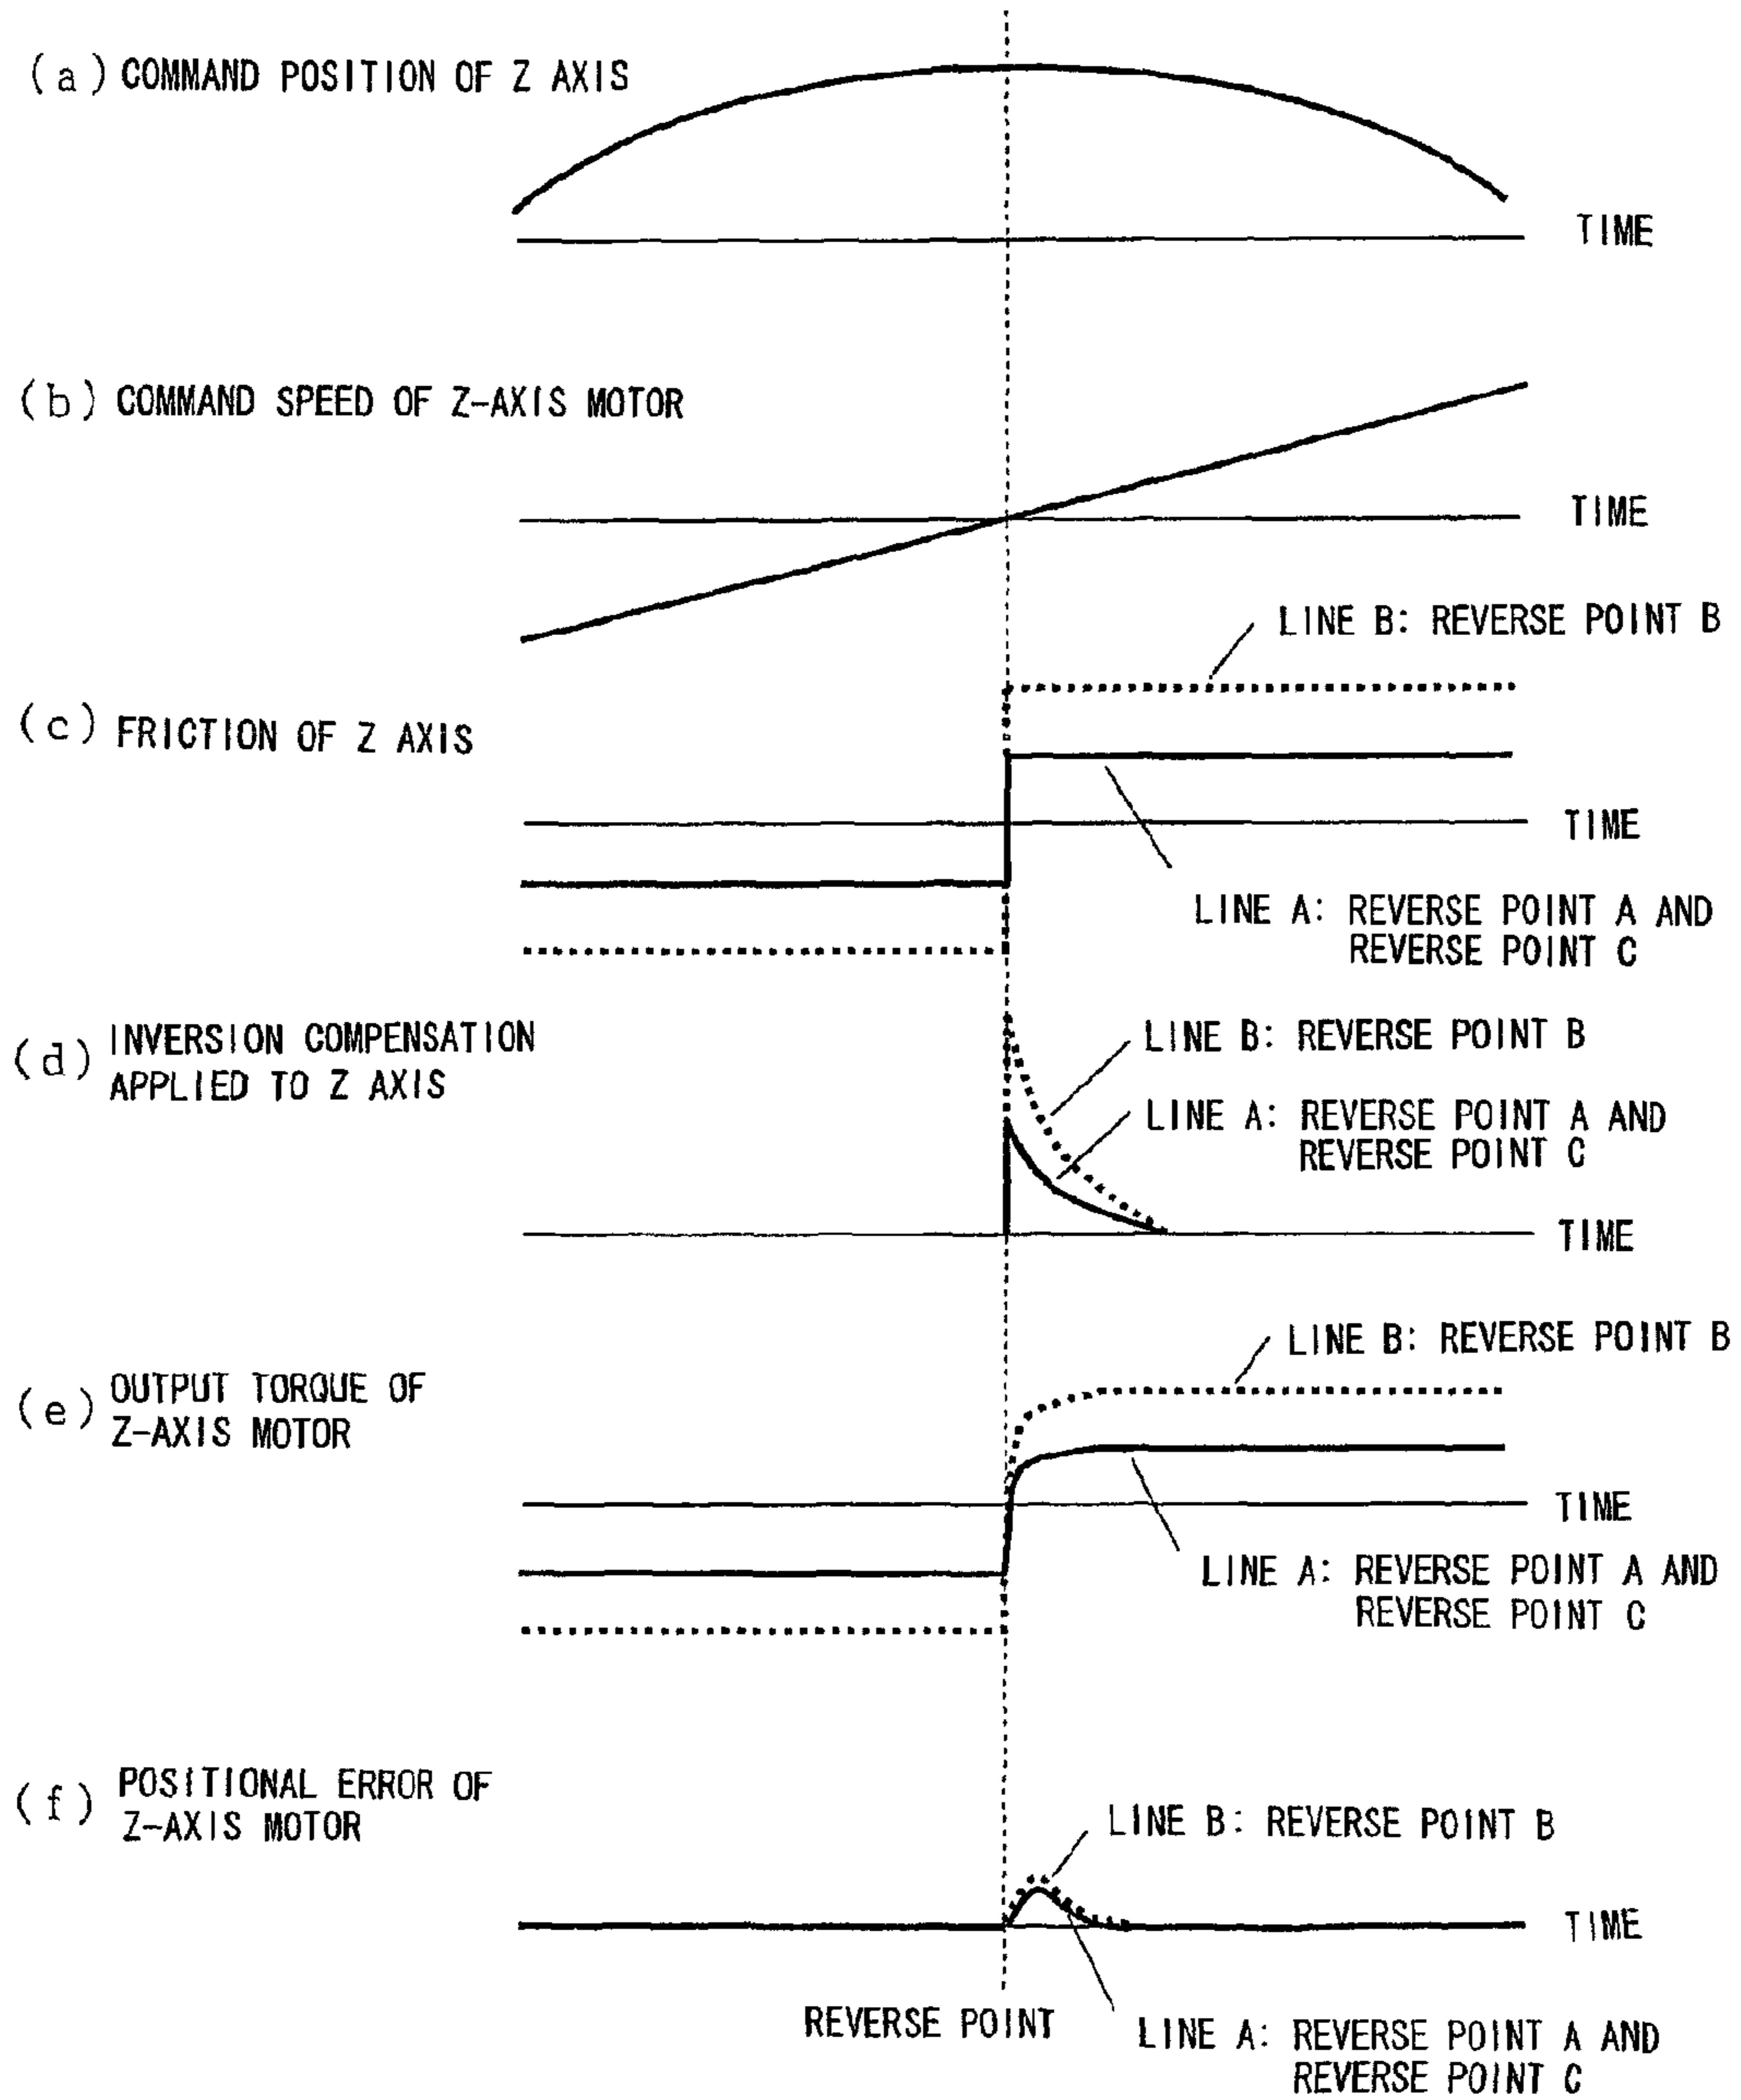 (a) COMMAND POSITION OF Z AXIS
TIME
(b) COMMAND SPEED OF Z-AXIS MOTOR
TIME
LINE B: REVERSE POINT B
(c) FRICTION OF Z AXIS
TIME
LINE A: REVERSE POINT A AND
REVERSE POINT C
(d) INVERSION COMPENSATION
APPLIED TO Z AXIS
LINE B: REVERSE POINT B
LINE A: REVERSE POINT A AND
REVERSE POINT C
TIME
LINE B: REVERSE POINT B
(e) OUTPUT TORQUE OF
Z-AXIS MOTOR
TIME
LINE A: REVERSE POINT A AND
REVERSE POINT C
(f) POSITIONAL ERROR OF
Z-AXIS MOTOR
LINE B: REVERSE POINT B
TIME
REVERSE POINT
LINE A: REVERSE POINT A AND
REVERSE POINT C